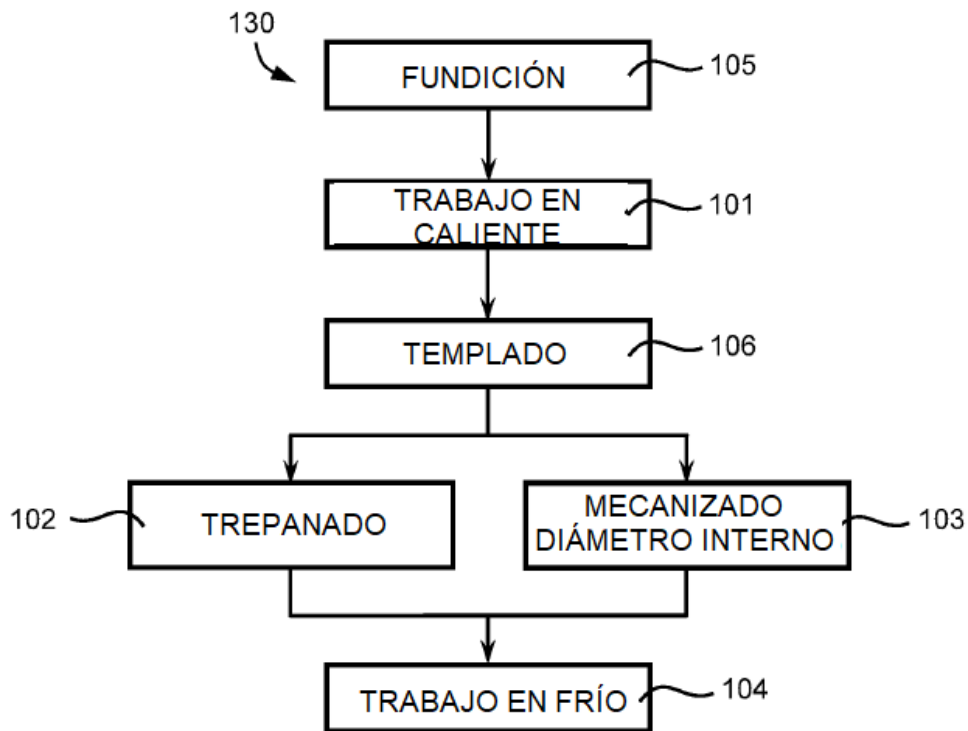 130
FUNDICIÓN
105
TRABAJO EN
CALIENTE
101
TEMPLADO
106
102
TREPANADO
MECANIZADO
DIÁMETRO INTERNO
103
TRABAJO EN FRÍO
104